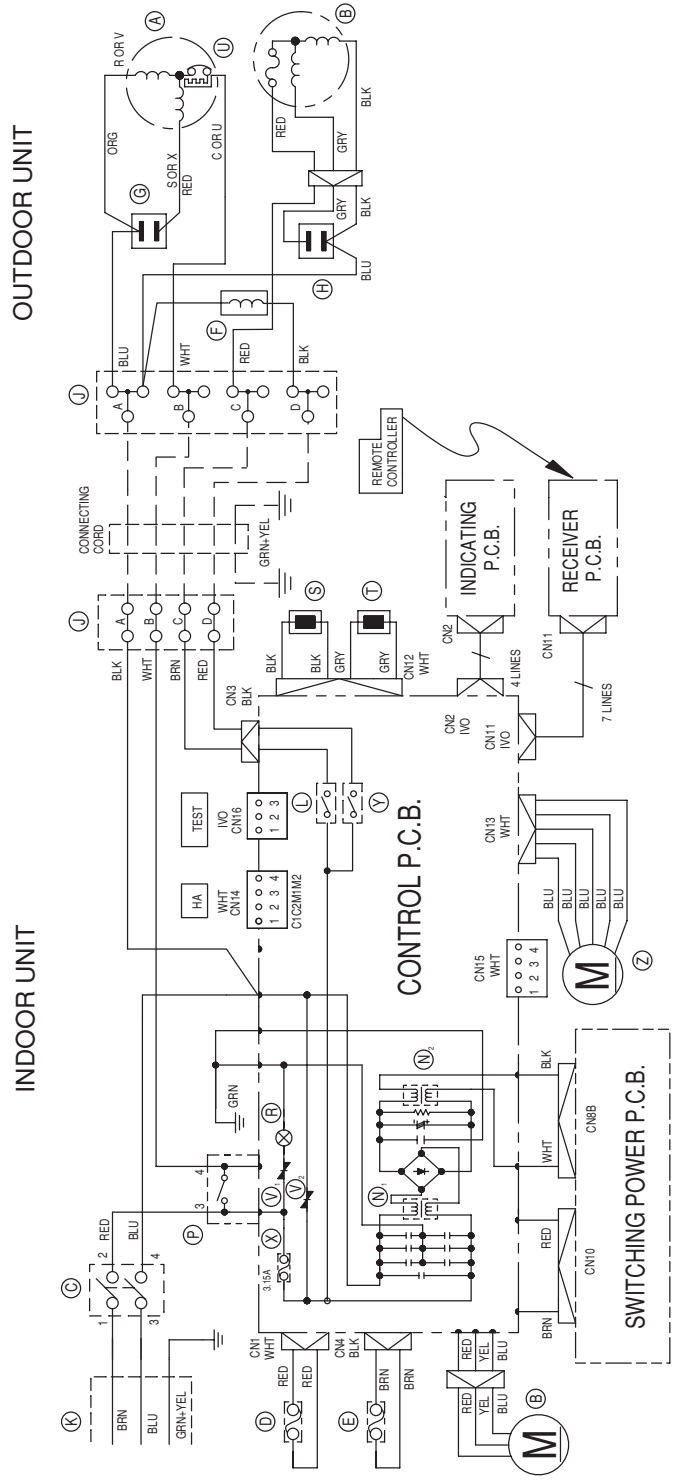 INDOOR UNIT
OUTDOOR UNIT
K
BRN
BLU
GRN+YEL
C
1
2
3
4
RED
BLU
P
3
4
GRN
D
RED
RED
CN1
WHT
E
BRN
BRN
CN4
BLK
X
3.15A
V1
V2
R
N1
N2
HA
WHT
CN14
1 2 3 4
C1C2M1M2
TEST
IVO
CN16
1 2 3
L
Y
CN3
BLK
CONTROL P.C.B.
BLK
WHT
BRN
RED
J
A
B
C
D
CONNECTING
CORD
GRN+YEL
J
A
B
C
D
BLU
WHT
RED
BLK
F
G
ORG
S OR X
RED
R OR V
C OR U
A
U
H
BLU
BLK
GRY
RED
GRY
BLK
B
S
BLK
BLK
T
GRY
GRY
CN12
WHT
REMOTE
CONTROLLER
INDICATING
P.C.B.
CN2
4 LINES
CN2
IVO
RECEIVER
P.C.B.
CN11
7 LINES
CN11
IVO
CN13
WHT
BLU
BLU
BLU
BLU
BLU
M
Z
CN15
WHT
1 2 3 4
RED
YEL
BLU
RED
YEL
BLU
M
B
BRN
RED
WHT
BLK
CN10
CN8B
SWITCHING POWER P.C.B.